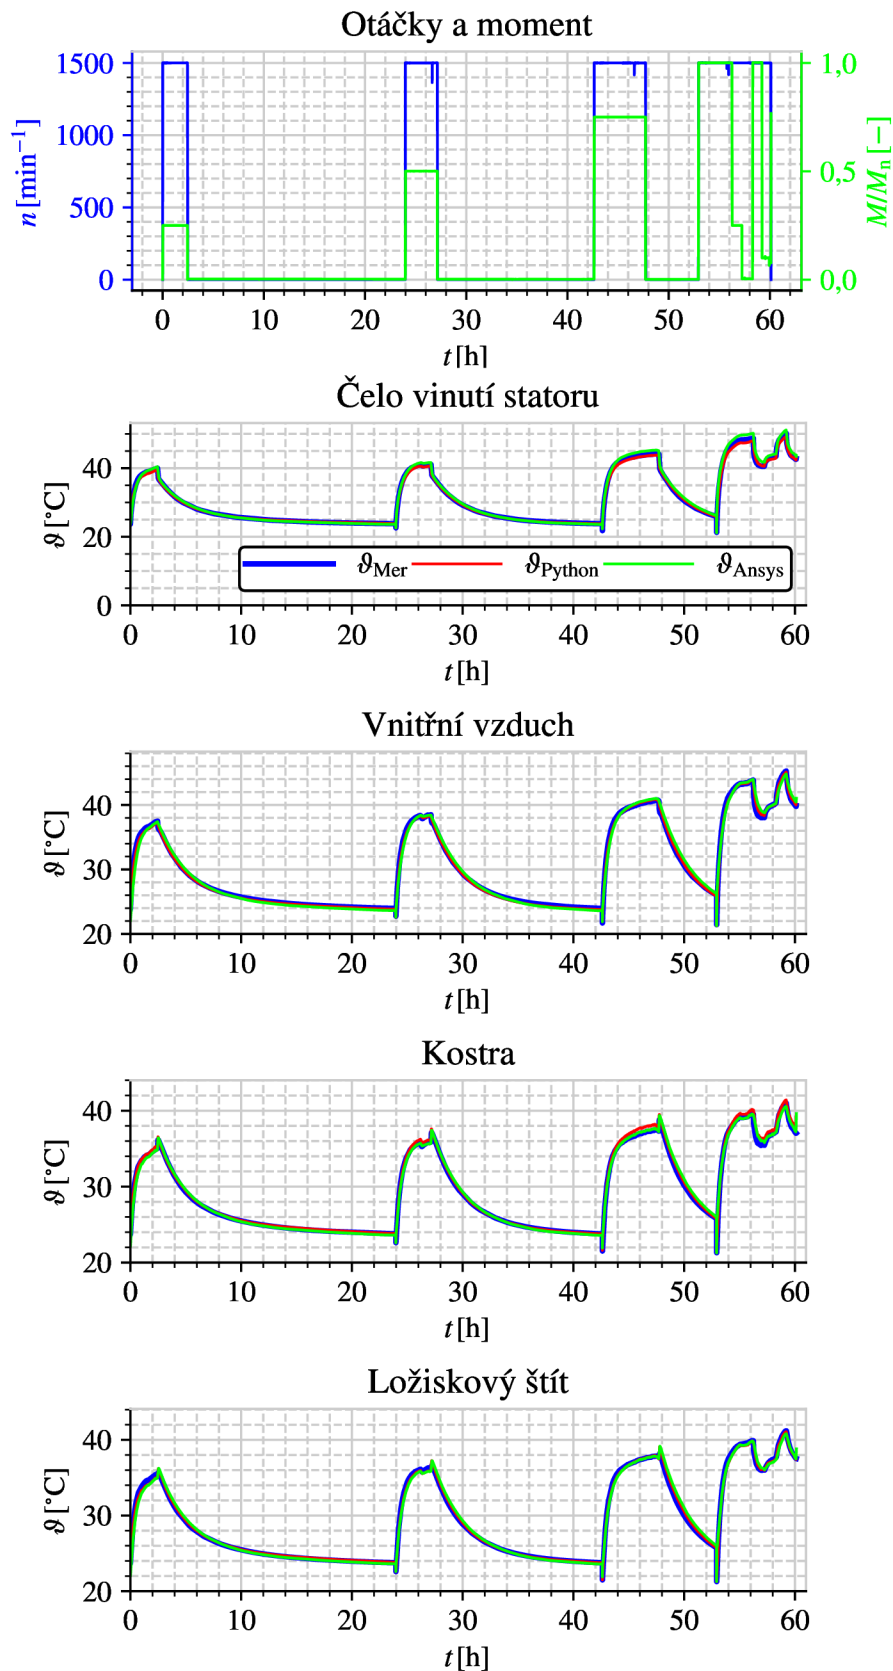 Otáčky a moment
1500
1000
500
0
n [min⁻¹]
1,0
0,5
0,0
M/Mₙ [−]
0 10 20 30 40 50 60
t [h]
Čelo vinutí statoru
40
20
0
ϑ [°C]
ϑMer ϑPython ϑAnsys
0 10 20 30 40 50 60
t [h]
Vnitřní vzduch
40
30
20
ϑ [°C]
0 10 20 30 40 50 60
t [h]
Kostra
40
30
20
ϑ [°C]
0 10 20 30 40 50 60
t [h]
Ložiskový štít
40
30
20
ϑ [°C]
0 10 20 30 40 50 60
t [h]